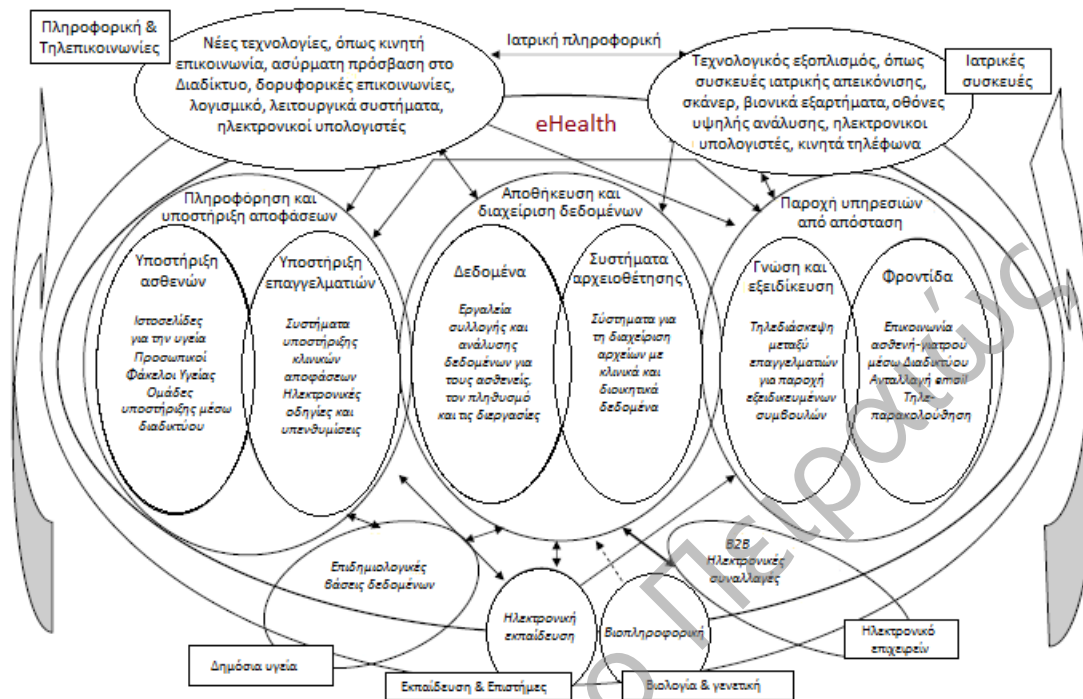 Πληροφορική &
Τηλεπικοινωνίες
Νέες τεχνολογίες, όπως κινητή
επικοινωνία, ασύρματη πρόσβαση στο
Διαδίκτυο, δορυφορικές επικοινωνίες,
λογισμικό, λειτουργικά συστήματα,
ηλεκτρονικοί υπολογιστές
Ιατρική πληροφορική
Τεχνολογικός εξοπλισμός, όπως
συσκευές ιατρικής απεικόνισης,
σκάνερ, βιονικά εξαρτήματα, οθόνες
υψηλής ανάλυσης, ηλεκτρονικοι
υπολογιστές, κινητά τηλέφωνα
Ιατρικές
συσκευές
eHealth
Πληροφόρηση και
υποστήριξη αποφάσεων
Υποστήριξη
ασθενών
Ιστοσελίδες
για την υγεία
Προσωπικοί
Φάκελοι Υγείας
Ομάδες
υποστήριξης μέσω
διαδικτύου
Υποστήριξη
επαγγελματιών
Συστήματα
υποστήριξης
κλινικών
αποφάσεων
Ηλεκτρονικές
οδηγίες και
υπενθυμίσεις
Αποθήκευση και
διαχείριση δεδομένων
Δεδομένα
Εργαλεία
συλλογής και
ανάλυσης
δεδομένων για
τους ασθενείς,
τον πληθυσμό
και τις διεργασίες
Συστήματα
αρχειοθέτησης
Σύστηματα για
τη διαχείριση
αρχείων με
κλινικά και
διοικητικά
δεδομένα
Παροχή υπηρεσιών
από απόσταση
Γνώση και
εξειδίκευση
Τηλεδιάσκεψη
μεταξύ
επαγγελματιών
για παροχή
εξειδικευμένων
συμβουλών
Φροντίδα
Επικοινωνία
ασθενή-γιατρού
μέσω Διαδικτύου
Ανταλλαγή email
Τηλε-
παρακολούθηση
Επιδημιολογικές
βάσεις δεδομένων
Ηλεκτρονική
εκπαίδευση
Βιοπληροφορική
B2B
Ηλεκτρονικές
συναλλαγές
Δημόσια υγεία
Εκπαίδευση & Επιστήμες
Βιολογία & γενετική
Ηλεκτρονικό
επιχειρείν
ο Πειραιώς